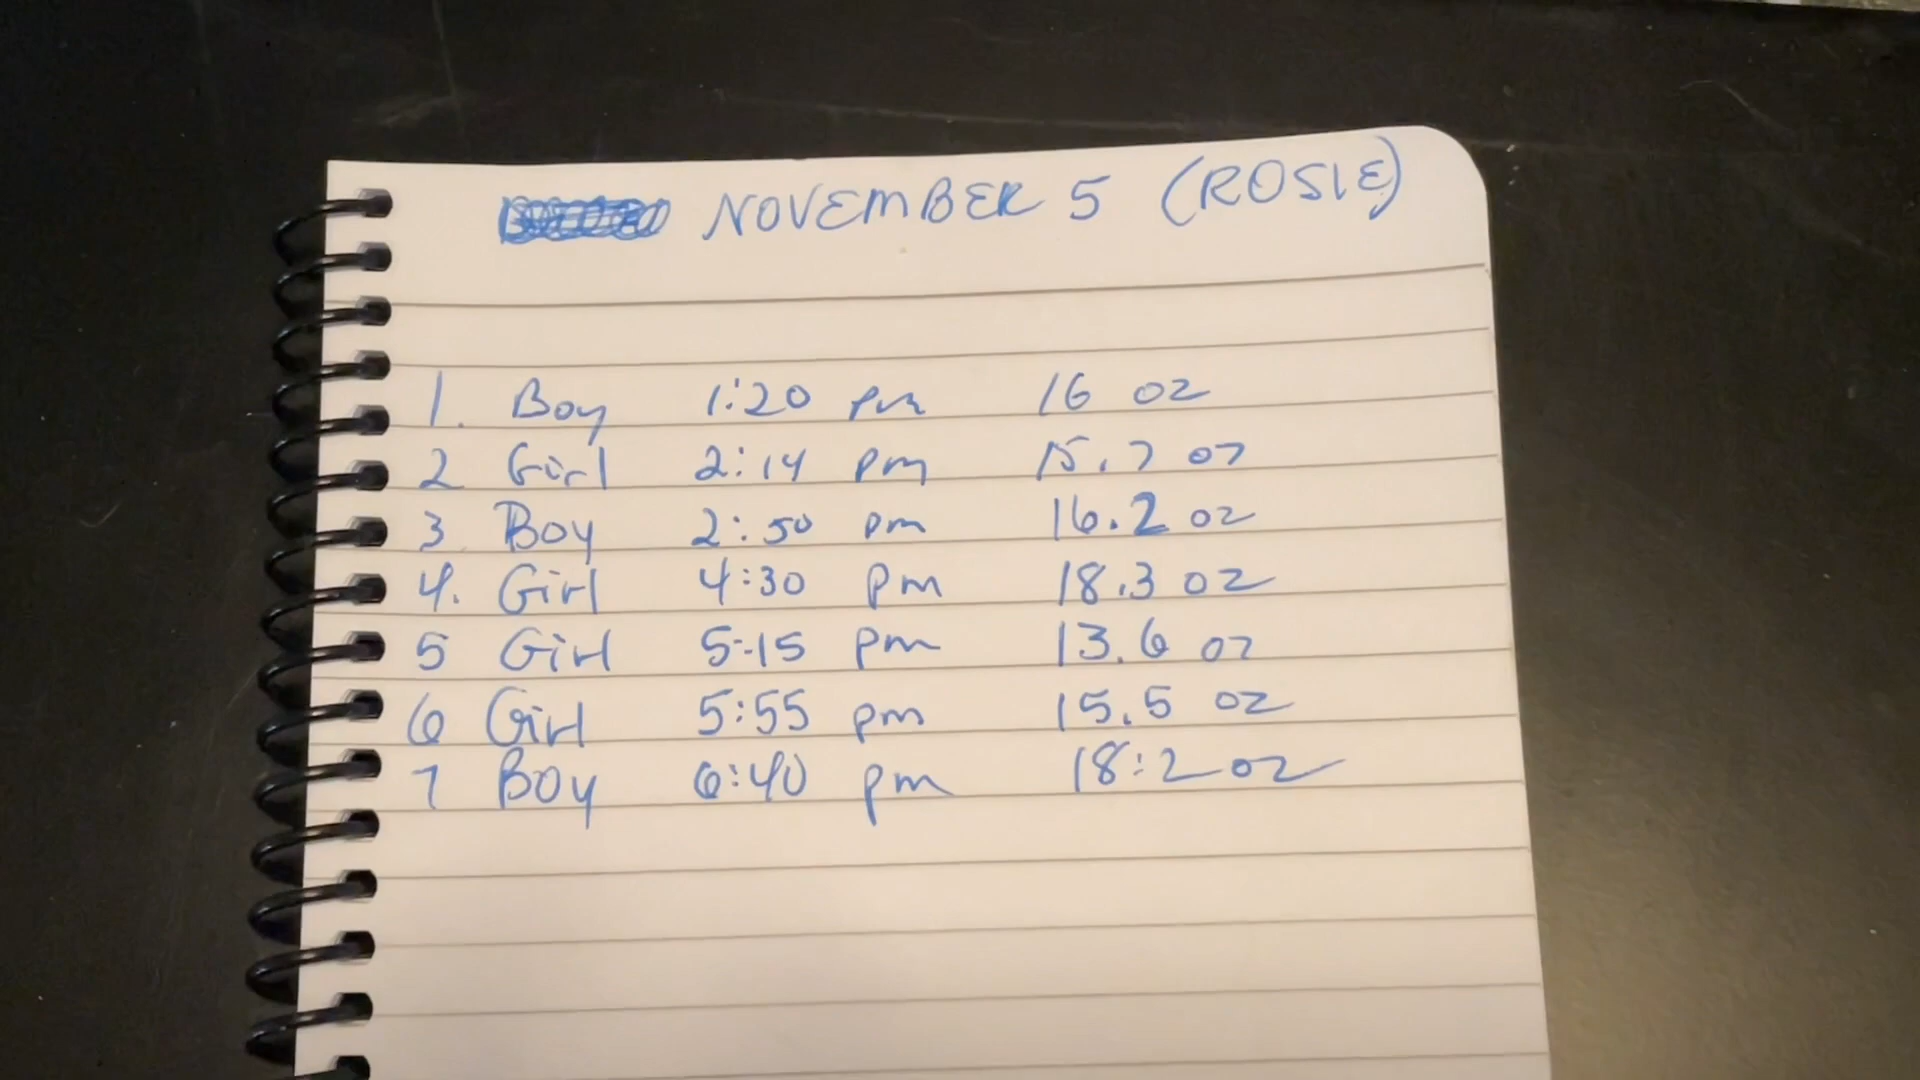 NOVEMBER 5 (ROSIE)
1. Boy 1:20 pm 16 oz
2 Girl 2:14 pm 15.7 oz
3 Boy 2:50 pm 16.2 oz
4. Girl 4:30 pm 18.3 oz
5 Girl 5:15 pm 13.6 oz
6 Girl 5:55 pm 15.5 oz
7 Boy 6:40 pm 18:2 oz